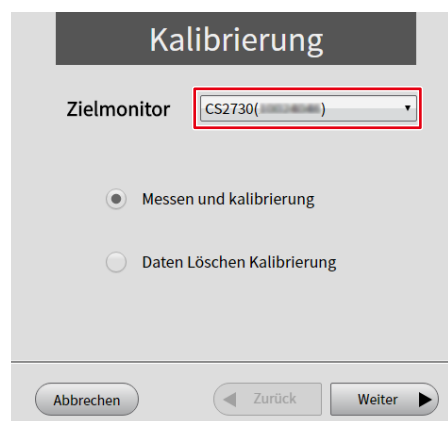 Kalibrierung
Zielmonitor CS2730( )
Messen und kalibrierung
Daten Löschen Kalibrierung
Abbrechen Zurück Weiter